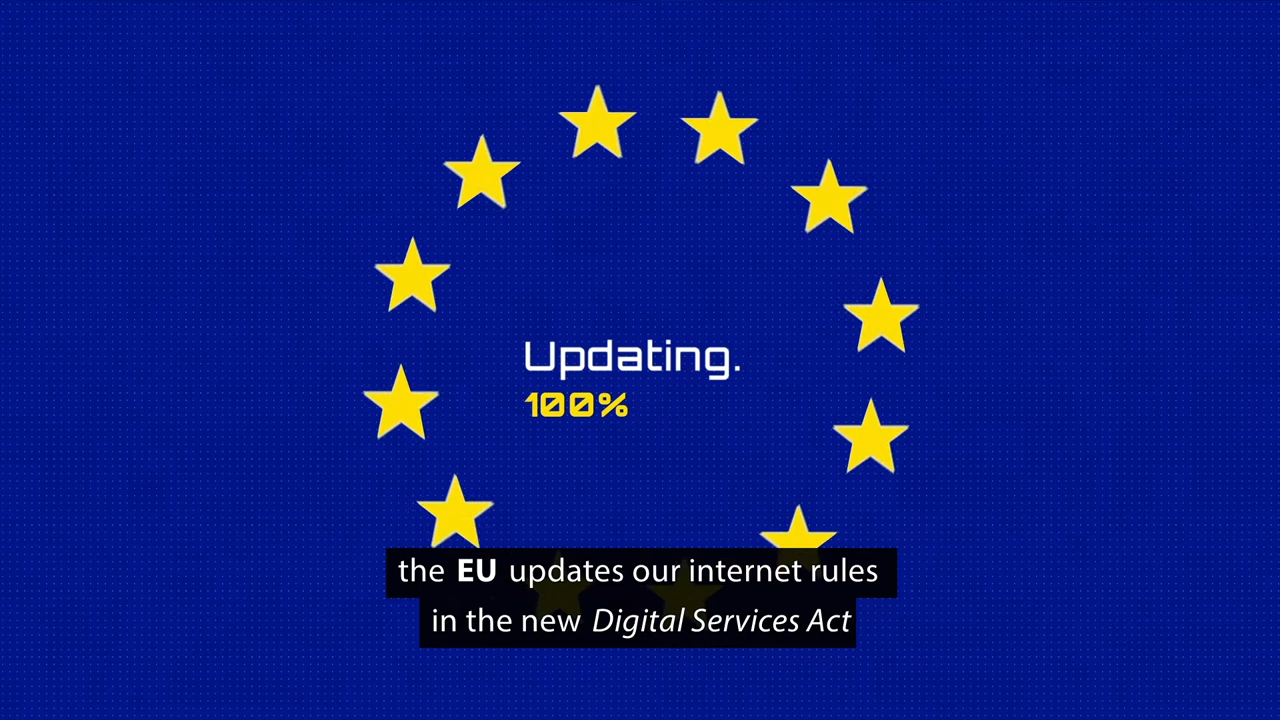 Updating.
100%
the EU updates our internet rules
in the new Digital Services Act